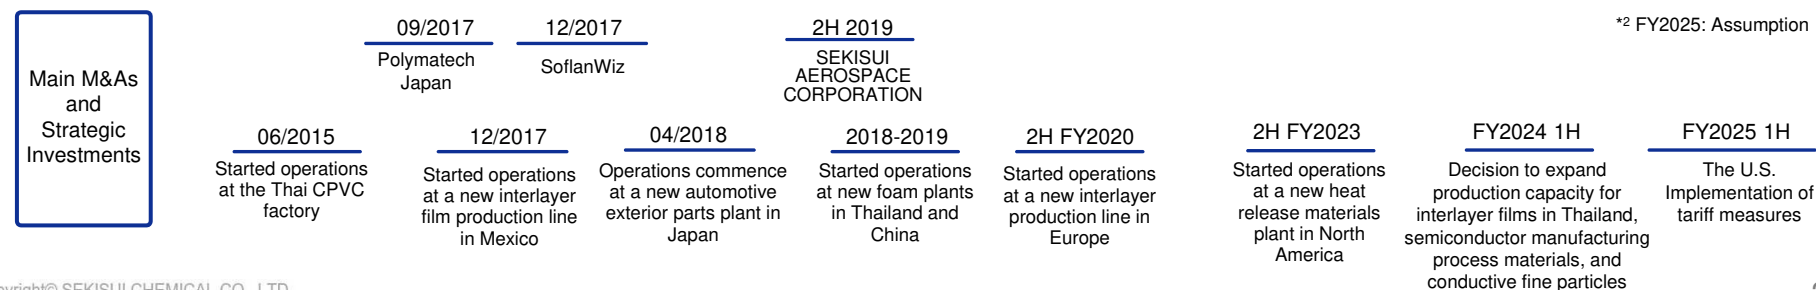 *2 FY2025: Assumption
Main M&As
and
Strategic
Investments
09/2017
Polymatech
Japan
12/2017
SoflanWiz
2H 2019
SEKISUI
AEROSPACE
CORPORATION
06/2015
Started operations
at the Thai CPVC
factory
12/2017
Started operations
at a new interlayer
film production line
in Mexico
04/2018
Operations commence
at a new automotive
exterior parts plant in
Japan
2018-2019
Started operations
at new foam plants
in Thailand and
China
2H FY2020
Started operations
at a new interlayer
production line in
Europe
2H FY2023
Started operations
at a new heat
release materials
plant in North
America
FY2024 1H
Decision to expand
production capacity for
interlayer films in Thailand,
semiconductor manufacturing
process materials, and
conductive fine particles
FY2025 1H
The U.S.
Implementation of
tariff measures
SEKISUI CHEMICAL CO., LTD.